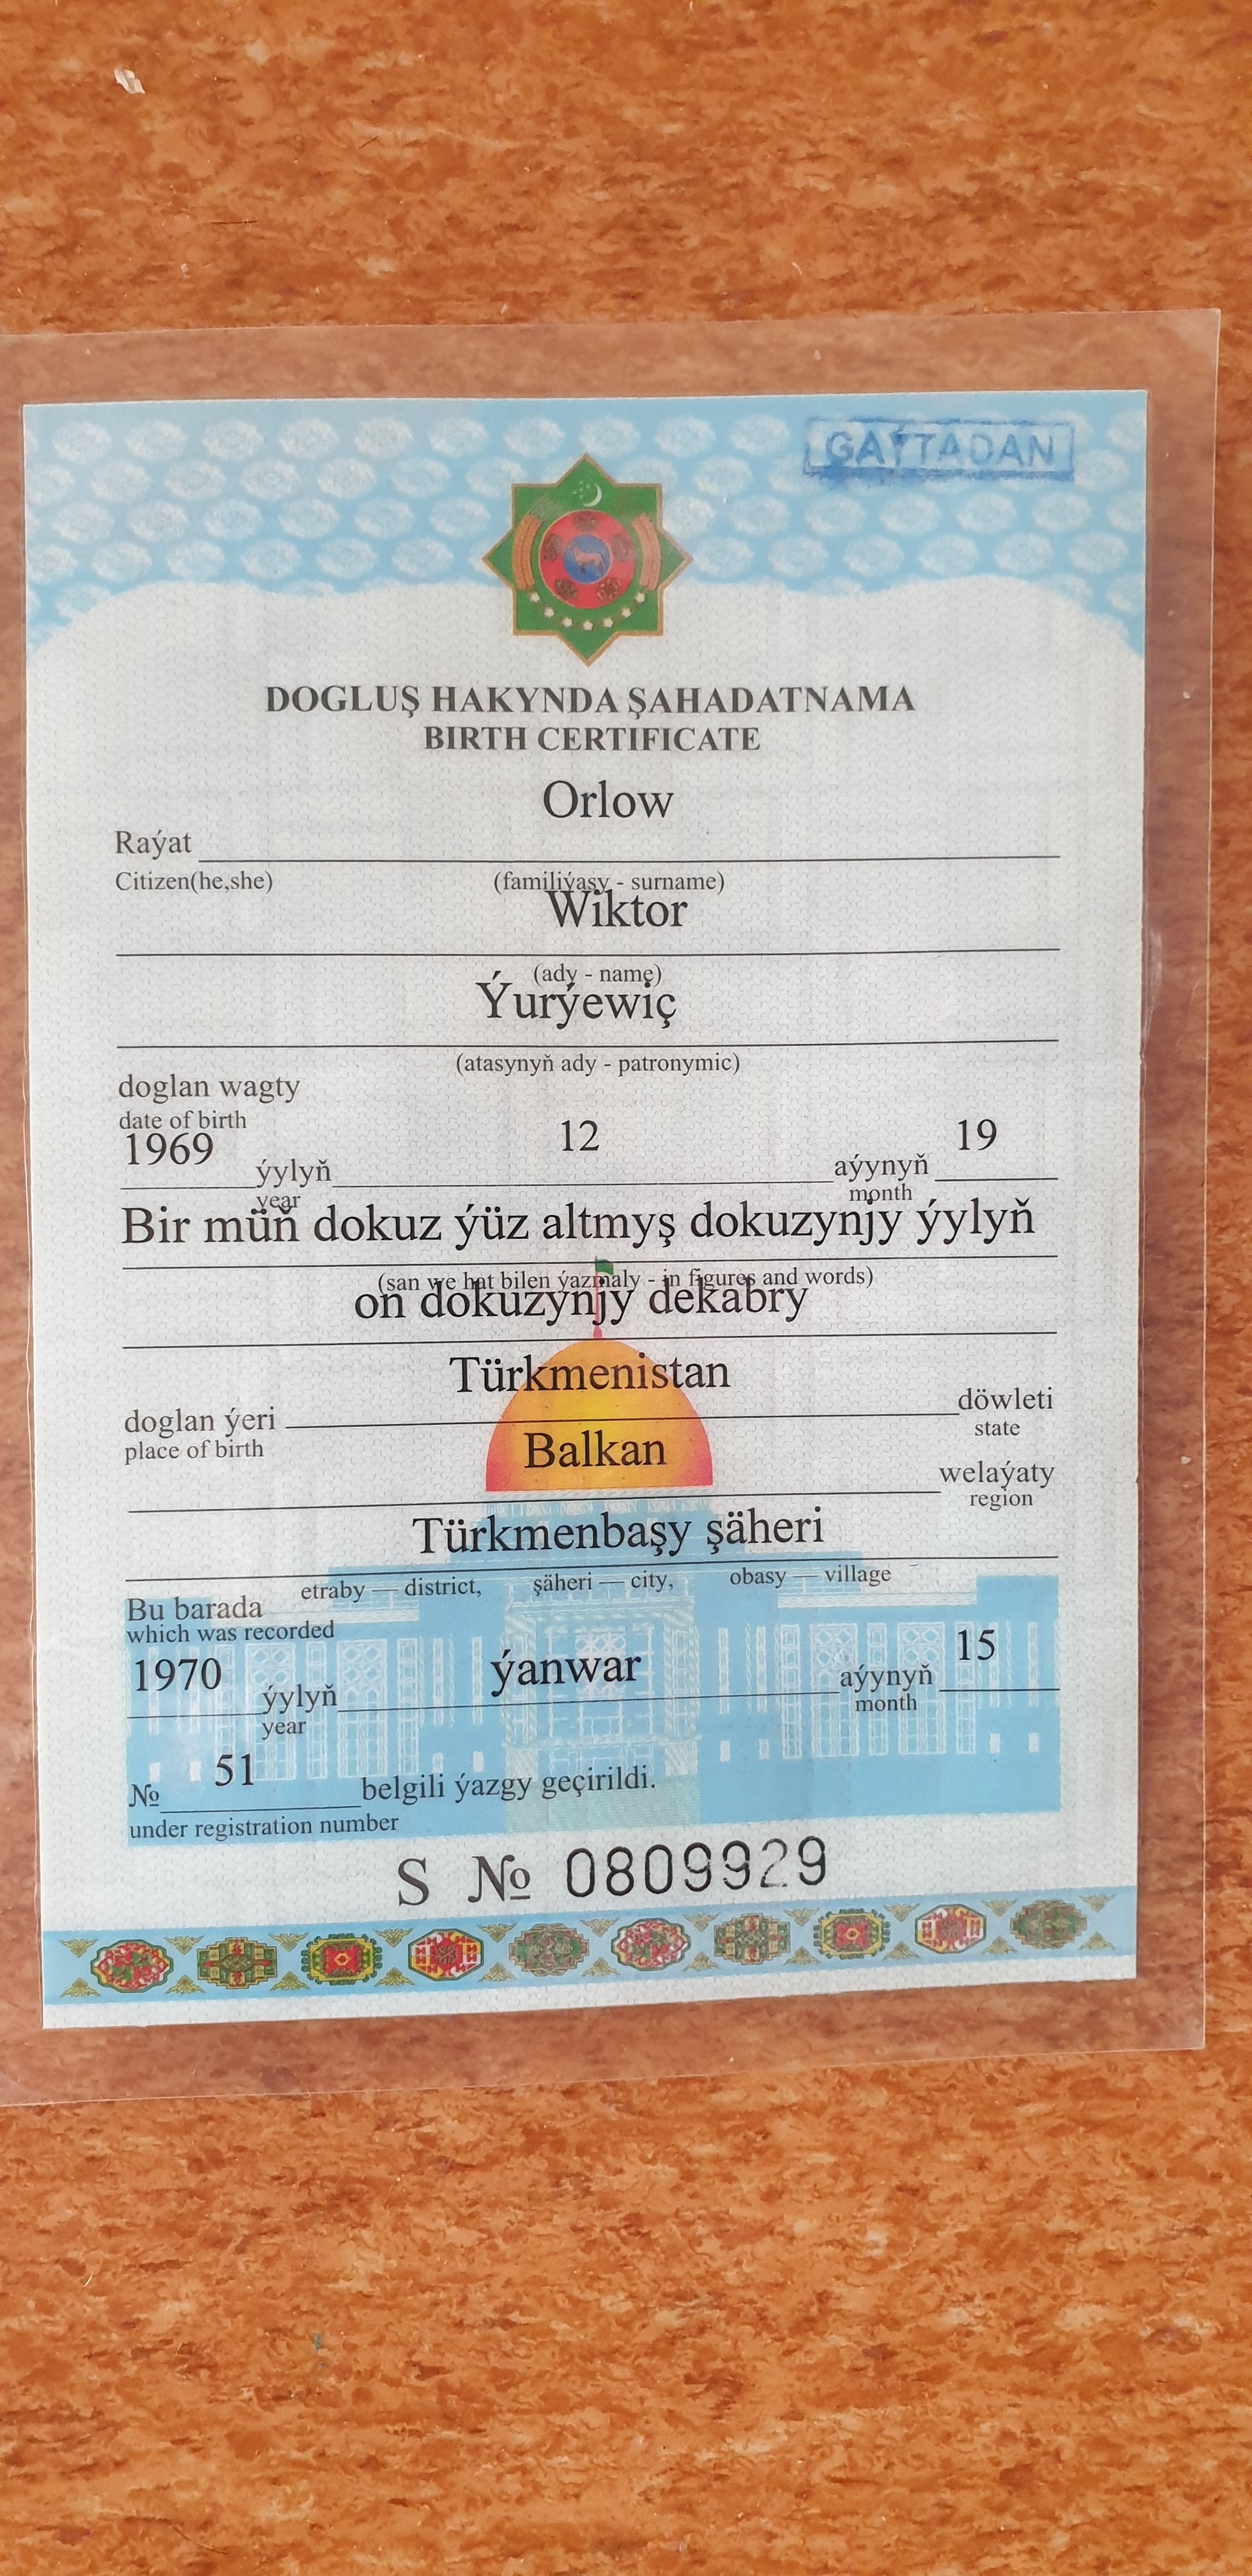 GAÝTADAN
DOGLUŞ HAKYNDA ŞAHADATNAMA
BIRTH CERTIFICATE
Orlow
Raýat
Citizen(he,she) (familiýasy - surname)
Wiktor
(ady - name)
Ýurýewiç
(atasynyň ady - patronymic)
doglan wagty
date of birth
1969 ýylyň 12 aýynyň 19
year month
Bir müň dokuz ýüz altmyş dokuzynjy ýylyň
(san we hat bilen ýazmaly - in figures and words)
on dokuzynjy dekabry
Türkmenistan
doglan ýeri döwleti
place of birth state
Balkan
welaýaty
region
Türkmenbaşy şäheri
etraby — district, şäheri — city, obasy — village
Bu barada
which was recorded
1970 ýylyň ýanwar aýynyň 15
year month
№ 51 belgili ýazgy geçirildi.
under registration number
S № 0809929